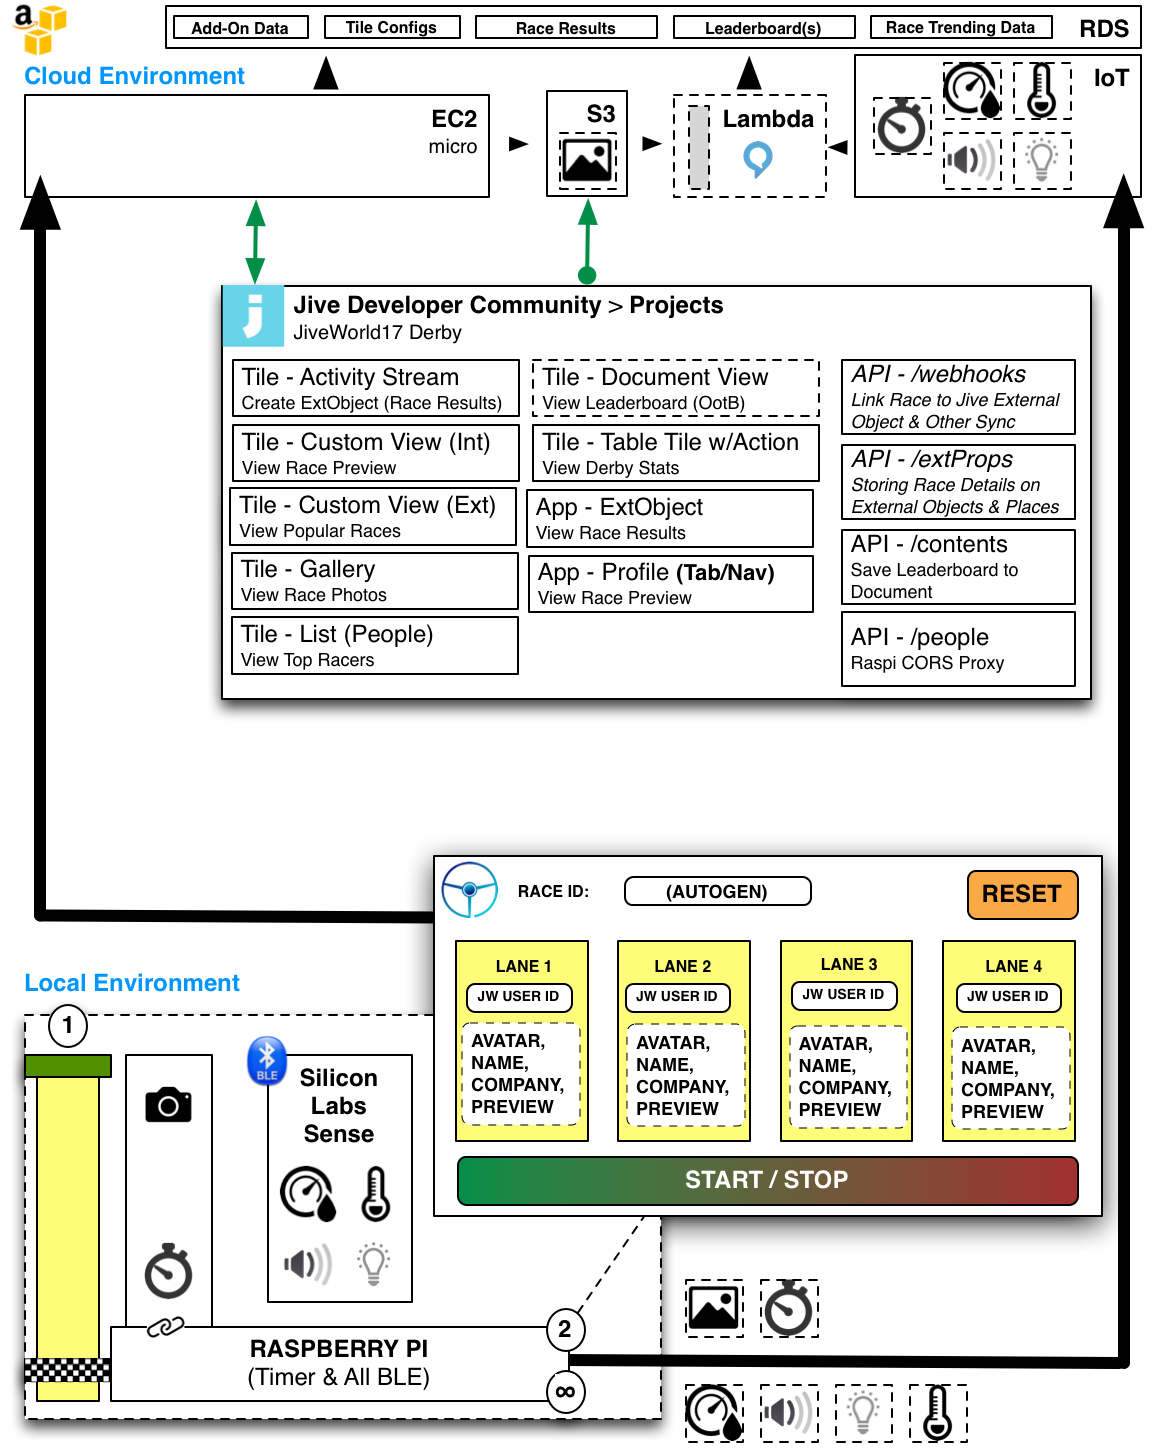 a
Add-On Data
Tile Configs
Race Results
Leaderboard(s)
Race Trending Data
RDS
Cloud Environment
EC2
micro
S3
Lambda
IoT
j
Jive Developer Community > Projects
JiveWorld17 Derby
Tile - Activity Stream
Create ExtObject (Race Results)
Tile - Custom View (Int)
View Race Preview
Tile - Custom View (Ext)
View Popular Races
Tile - Gallery
View Race Photos
Tile - List (People)
View Top Racers
Tile - Document View
View Leaderboard (OotB)
Tile - Table Tile w/Action
View Derby Stats
App - ExtObject
View Race Results
App - Profile (Tab/Nav)
View Race Preview
API - /webhooks
Link Race to Jive External
Object & Other Sync
API - /extProps
Storing Race Details on
External Objects & Places
API - /contents
Save Leaderboard to
Document
API - /people
Raspi CORS Proxy
RACE ID:
(AUTOGEN)
RESET
LANE 1
JW USER ID
AVATAR,
NAME,
COMPANY,
PREVIEW
LANE 2
JW USER ID
AVATAR,
NAME,
COMPANY,
PREVIEW
LANE 3
JW USER ID
AVATAR,
NAME,
COMPANY,
PREVIEW
LANE 4
JW USER ID
AVATAR,
NAME,
COMPANY,
PREVIEW
START / STOP
Local Environment
1
BLE
Silicon
Labs
Sense
RASPBERRY PI
(Timer & All BLE)
2
∞